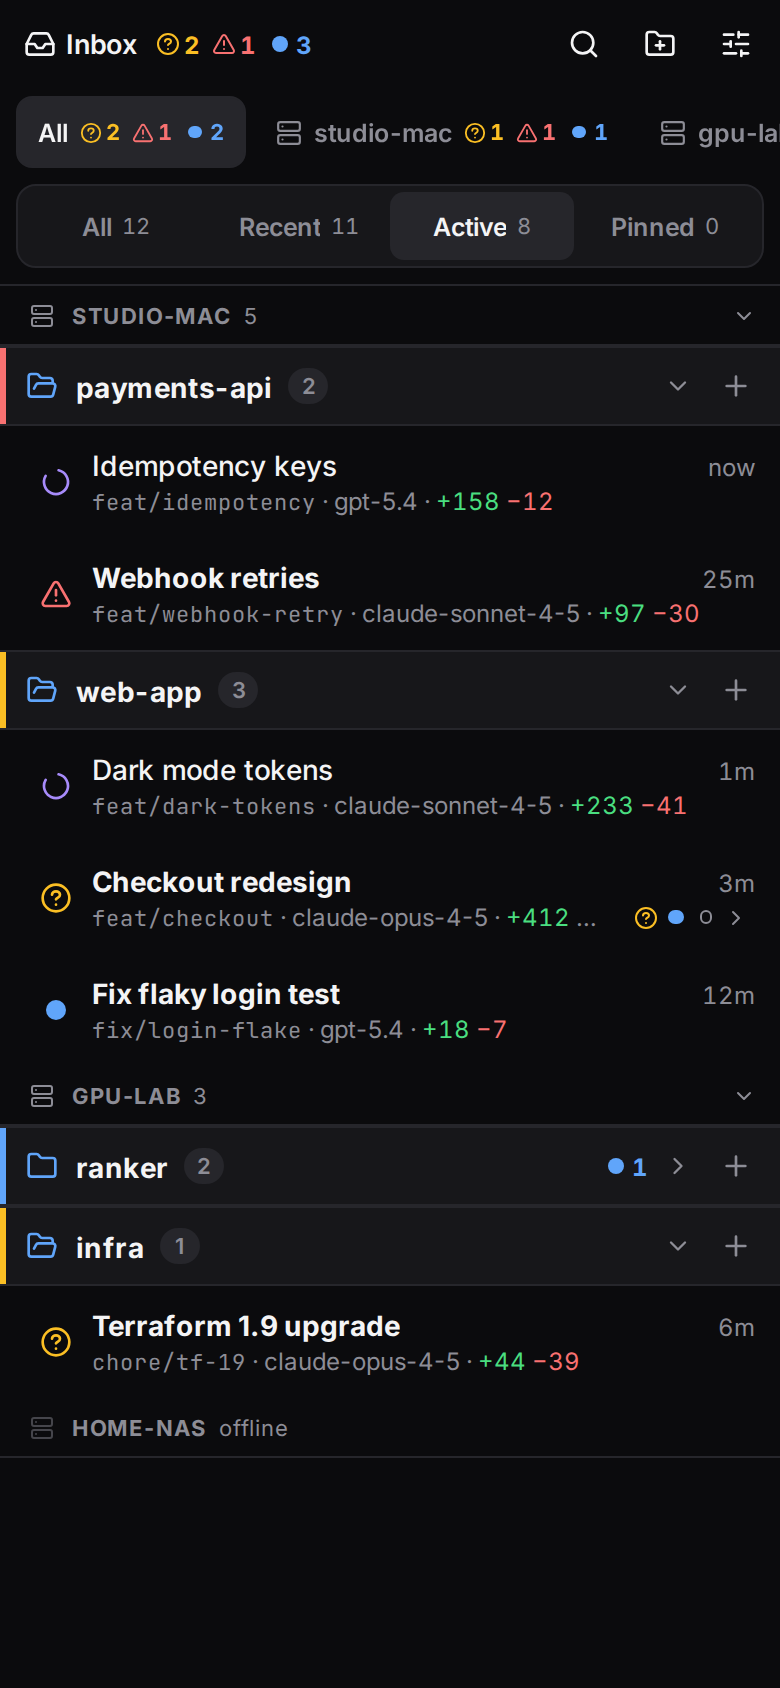 Inbox 2 1 3
All 2 1 2 studio-mac 1 1 1 gpu-la
All 12 Recent 11 Active 8 Pinned 0
STUDIO-MAC 5
payments-api 2
Idempotency keys now
feat/idempotency · gpt-5.4 · +158 −12
Webhook retries 25m
feat/webhook-retry · claude-sonnet-4-5 · +97 −30
web-app 3
Dark mode tokens 1m
feat/dark-tokens · claude-sonnet-4-5 · +233 −41
Checkout redesign 3m
feat/checkout · claude-opus-4-5 · +412 …
Fix flaky login test 12m
fix/login-flake · gpt-5.4 · +18 −7
GPU-LAB 3
ranker 2 1
infra 1
Terraform 1.9 upgrade 6m
chore/tf-19 · claude-opus-4-5 · +44 −39
HOME-NAS offline